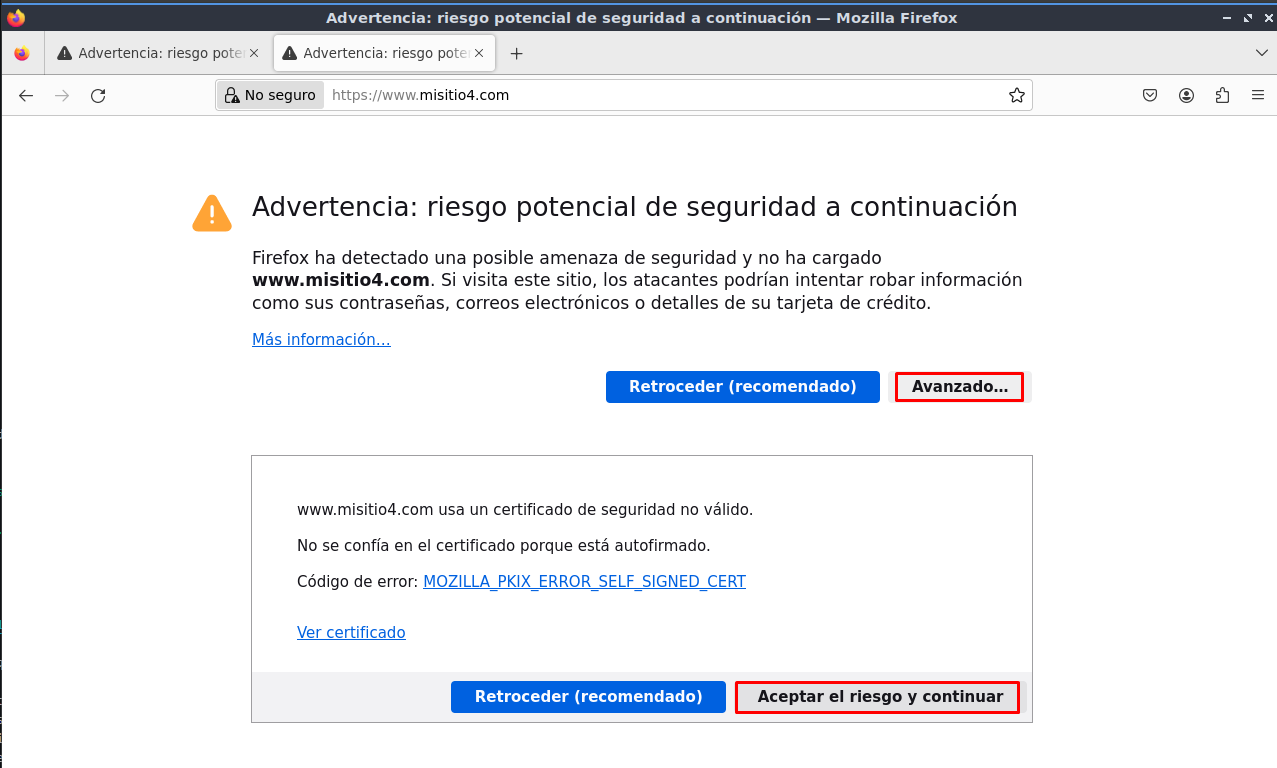 Advertencia: riesgo potencial de seguridad a continuación — Mozilla Firefox
Advertencia: riesgo pote
Advertencia: riesgo pote
No seguro
https://www.misitio4.com
Advertencia: riesgo potencial de seguridad a continuación
Firefox ha detectado una posible amenaza de seguridad y no ha cargado
www.misitio4.com. Si visita este sitio, los atacantes podrían intentar robar información
como sus contraseñas, correos electrónicos o detalles de su tarjeta de crédito.
Más información...
Retroceder (recomendado)
Avanzado...
www.misitio4.com usa un certificado de seguridad no válido.
No se confía en el certificado porque está autofirmado.
Código de error: MOZILLA_PKIX_ERROR_SELF_SIGNED_CERT
Ver certificado
Retroceder (recomendado)
Aceptar el riesgo y continuar